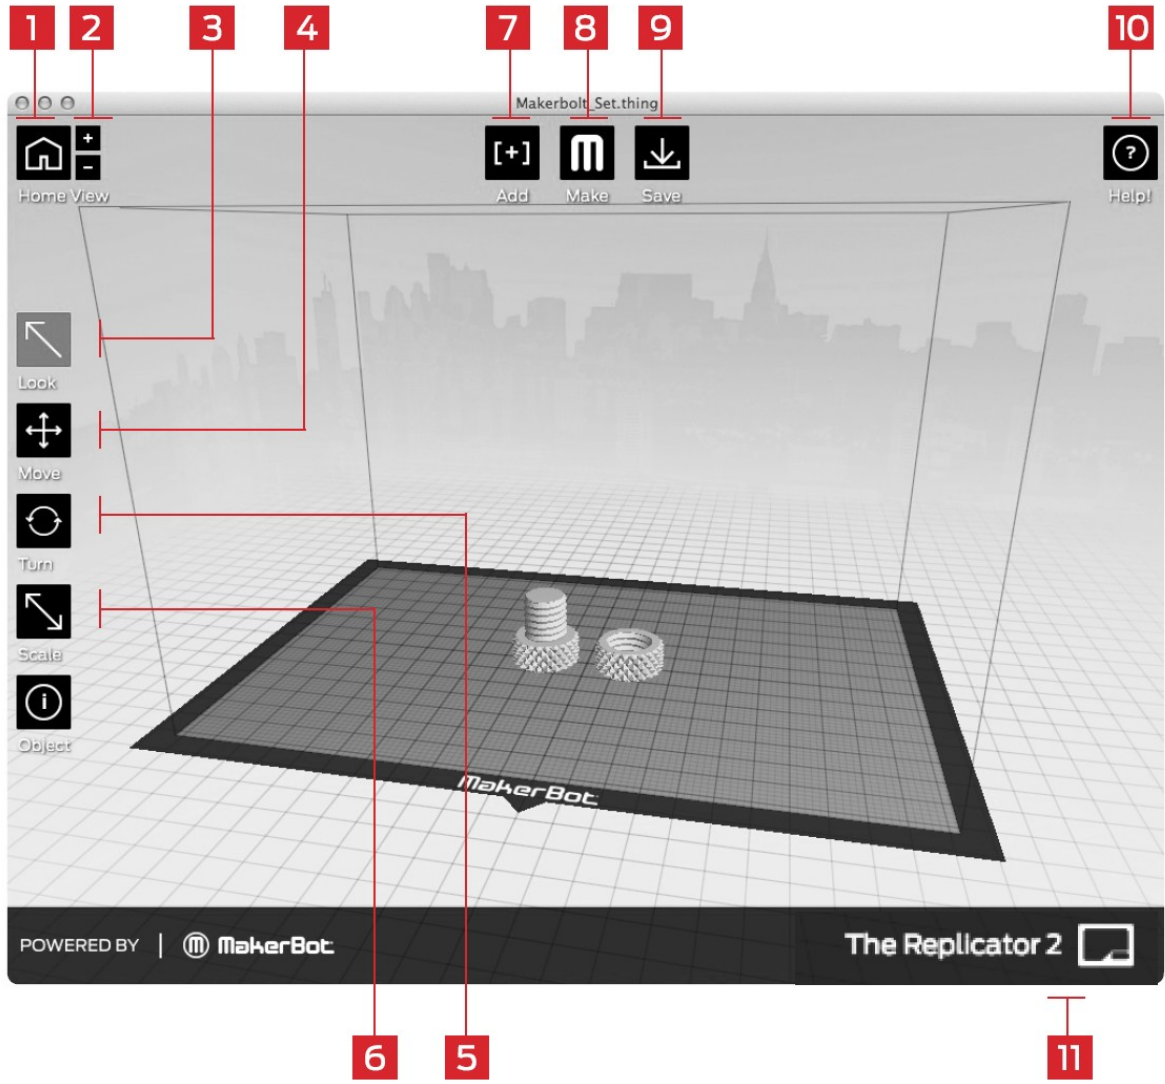 1 2 3 4 7 8 9 10
Makerbolt_Set.thing
+
-
[+]
M
?
Home View Add Make Save Help!
Look
Move
Turn
Scale
i
Object
MakerBot
POWERED BY | M MakerBot
The Replicator 2
6 5 11